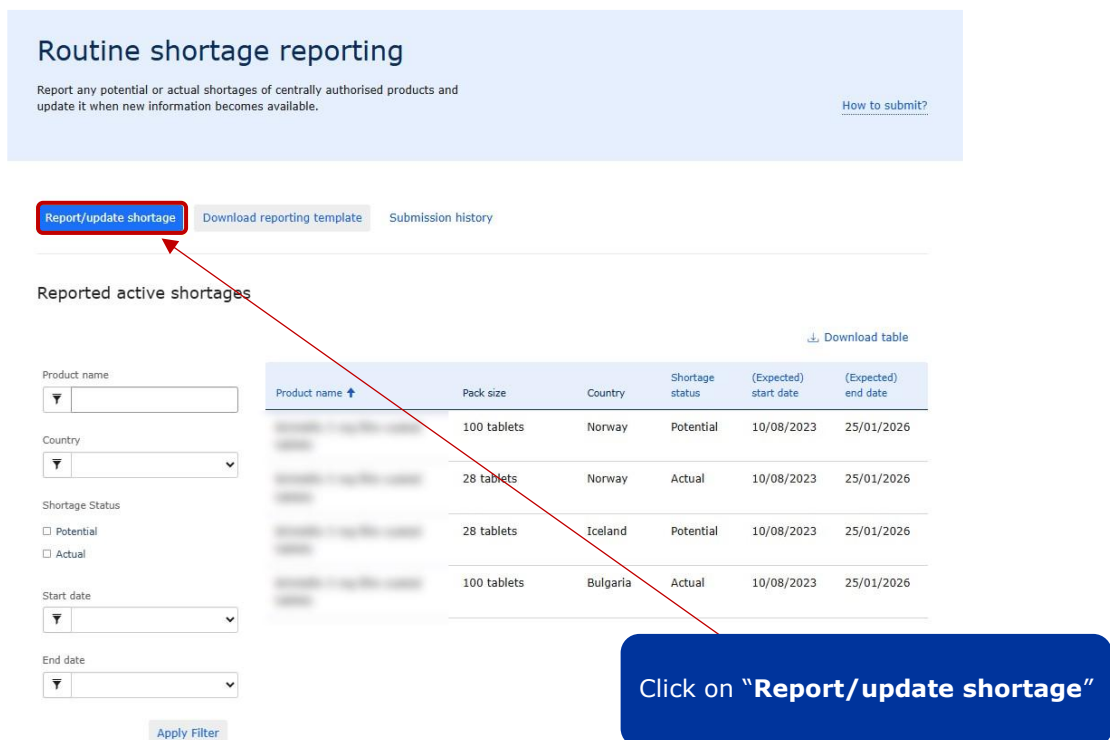 Routine shortage reporting
Report any potential or actual shortages of centrally authorised products and
update it when new information becomes available.
How to submit?
Report/update shortage Download reporting template Submission history
Reported active shortages
Download table
Product name
Country
Shortage Status
Potential
Actual
Start date
End date
Apply Filter
Product name Pack size Country Shortage status (Expected) start date (Expected) end date
100 tablets Norway Potential 10/08/2023 25/01/2026
28 tablets Norway Actual 10/08/2023 25/01/2026
28 tablets Iceland Potential 10/08/2023 25/01/2026
100 tablets Bulgaria Actual 10/08/2023 25/01/2026
Click on “Report/update shortage”